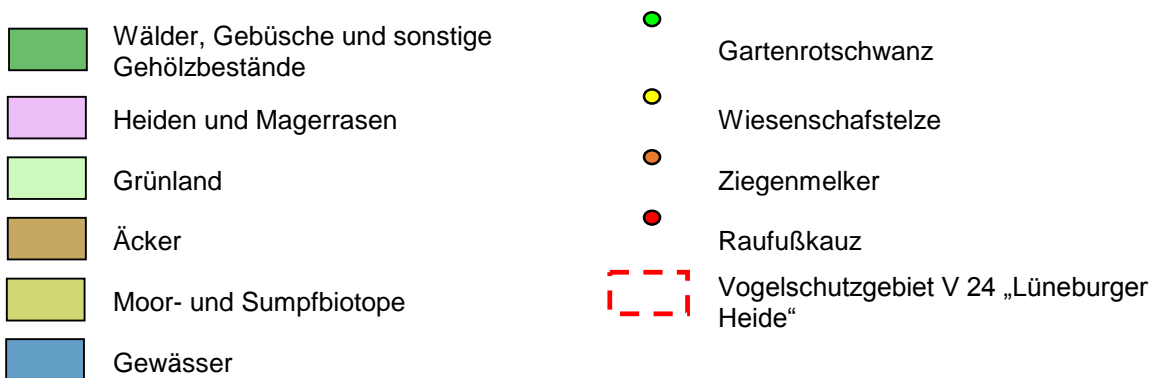 Wälder, Gebüsche und sonstige
Gehölzbestände
Heiden und Magerrasen
Grünland
Äcker
Moor- und Sumpfbiotope
Gewässer
Gartenrotschwanz
Wiesenschafstelze
Ziegenmelker
Raufußkauz
Vogelschutzgebiet V 24 „Lüneburger
Heide“